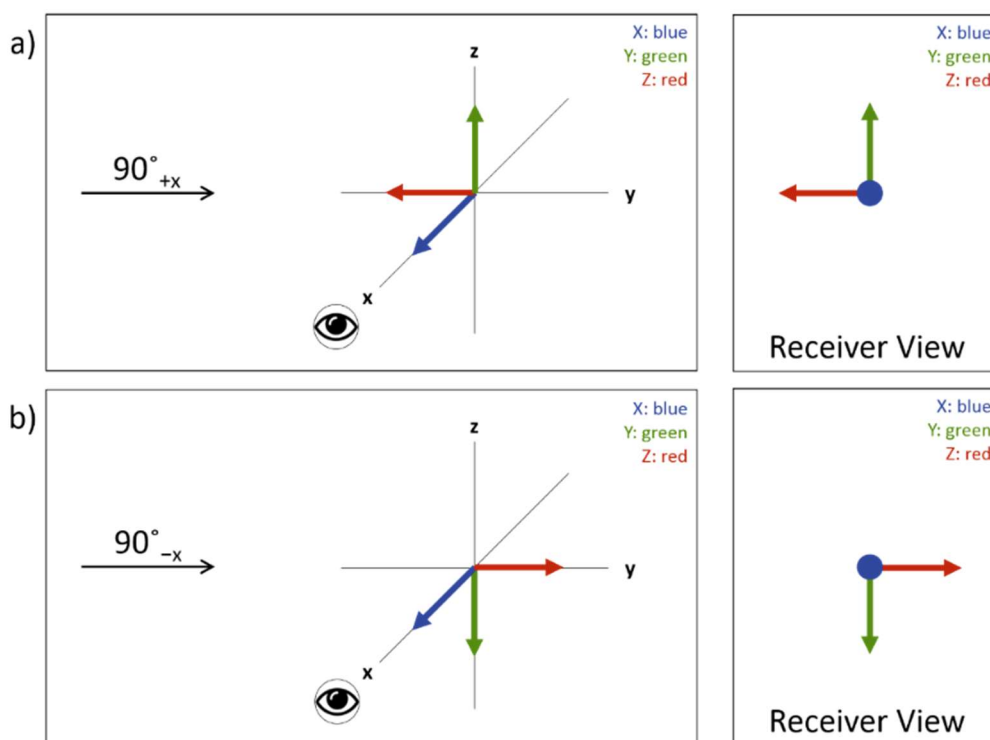 a)
90°+x
z
y
x
X: blue
Y: green
Z: red
X: blue
Y: green
Z: red
Receiver View
b)
90°−x
z
y
x
X: blue
Y: green
Z: red
X: blue
Y: green
Z: red
Receiver View